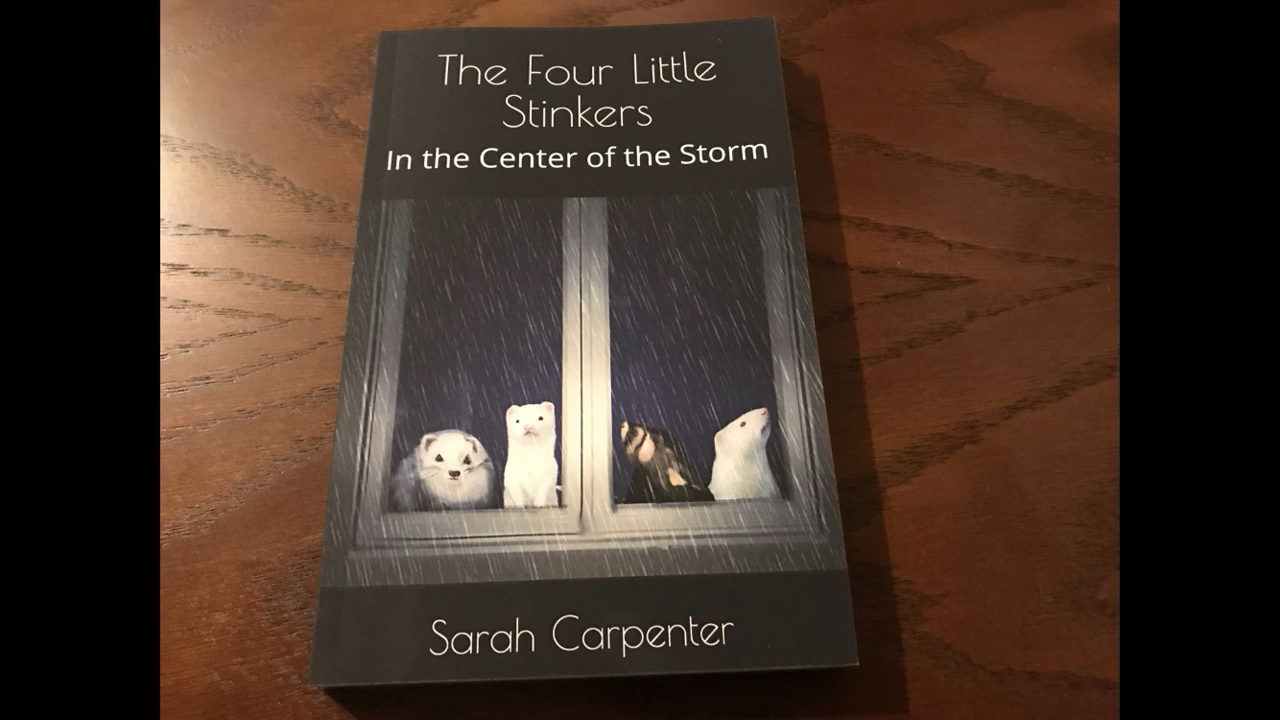 The Four Little
Stinkers
In the Center of the Storm
Sarah Carpenter